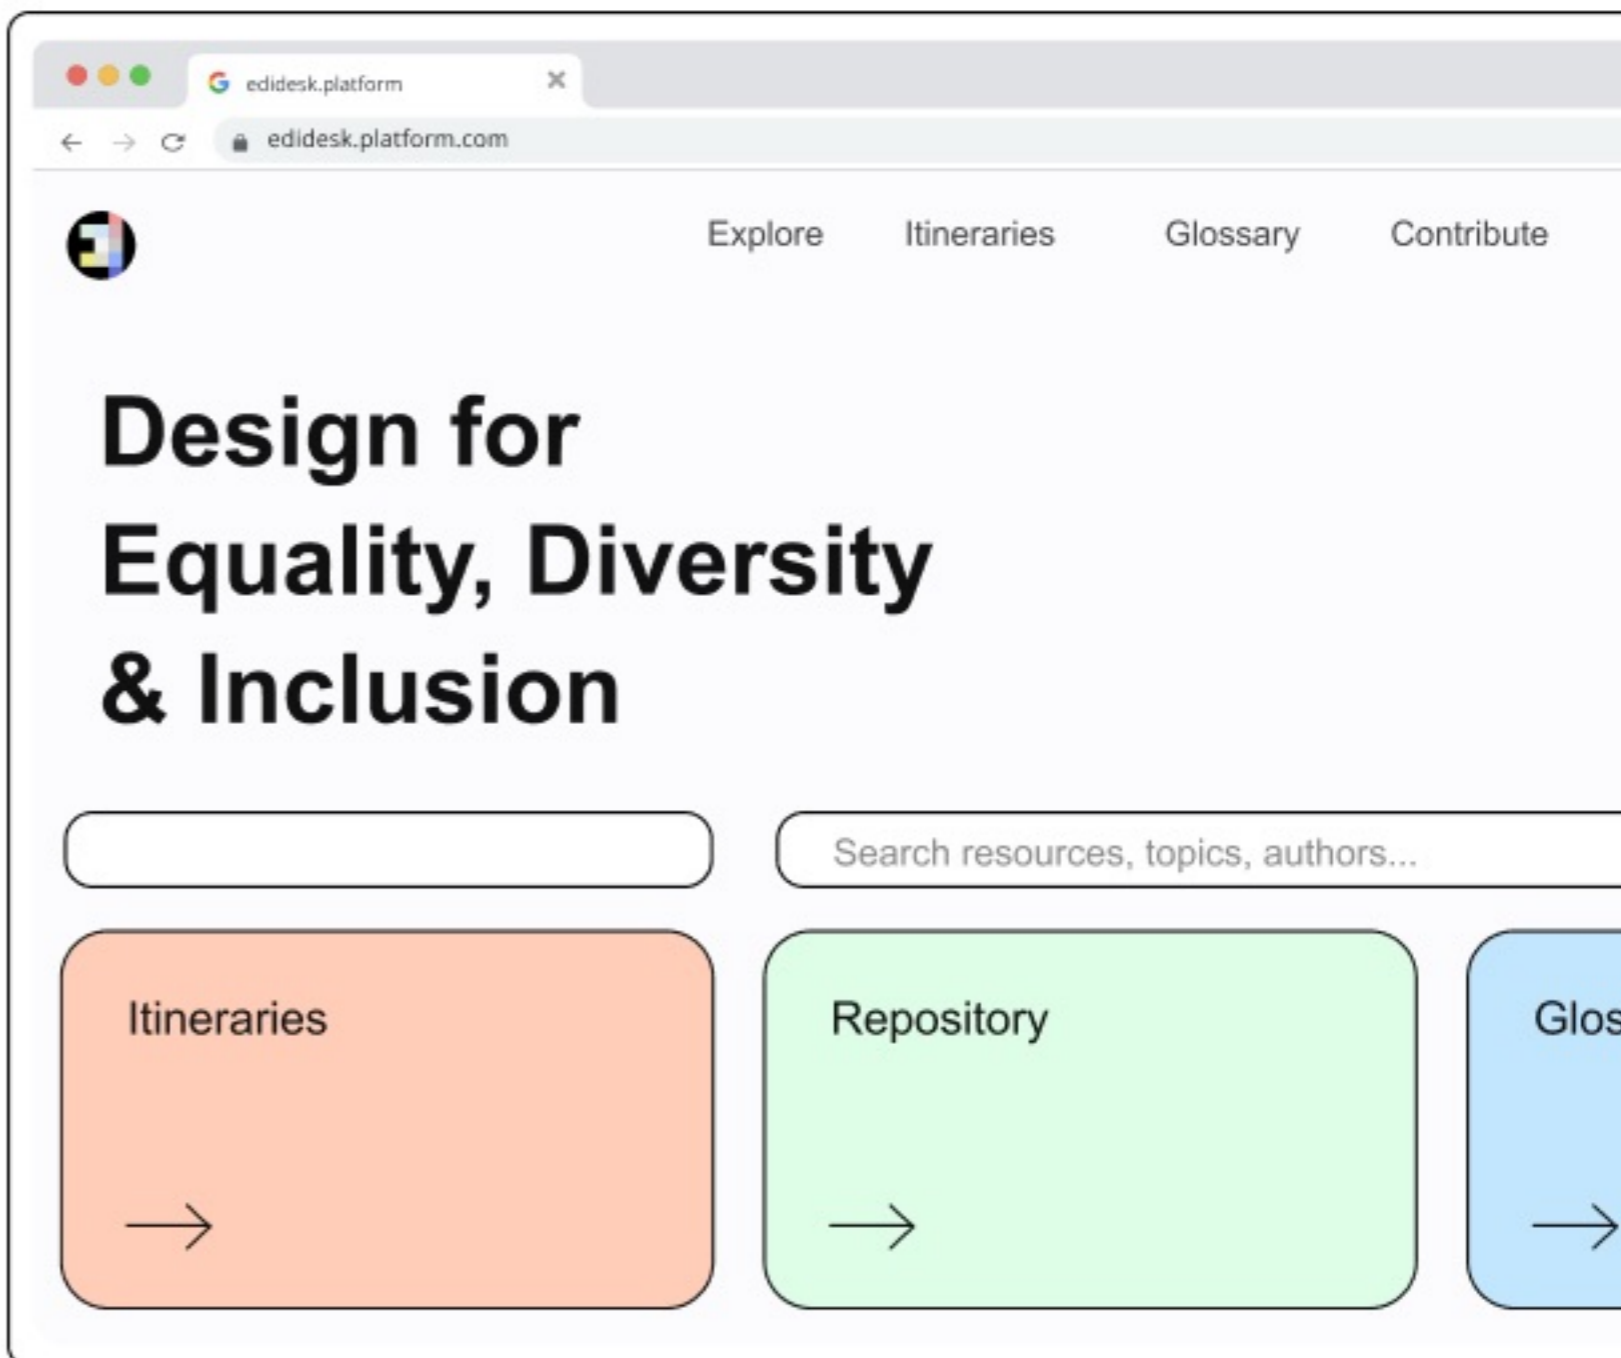 edidesk.platform
edidesk.platform.com
Explore Itineraries Glossary Contribute
Design for
Equality, Diversity
& Inclusion
Search resources, topics, authors...
Itineraries Repository Glos